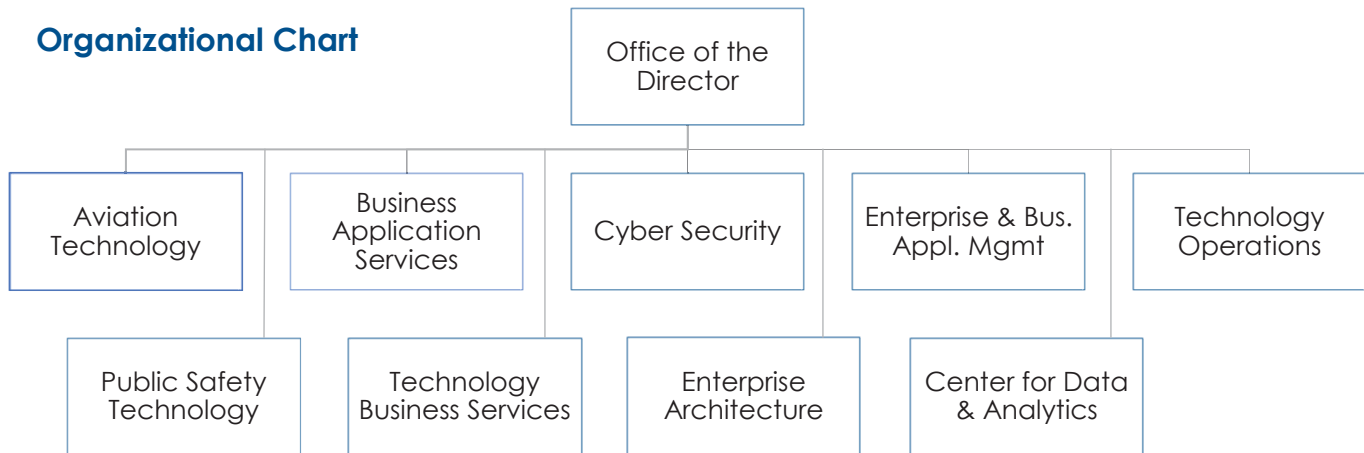 Organizational Chart
Office of the
Director
Aviation
Technology
Business
Application
Services
Cyber Security
Enterprise & Bus.
Appl. Mgmt
Technology
Operations
Public Safety
Technology
Technology
Business Services
Enterprise
Architecture
Center for Data
& Analytics